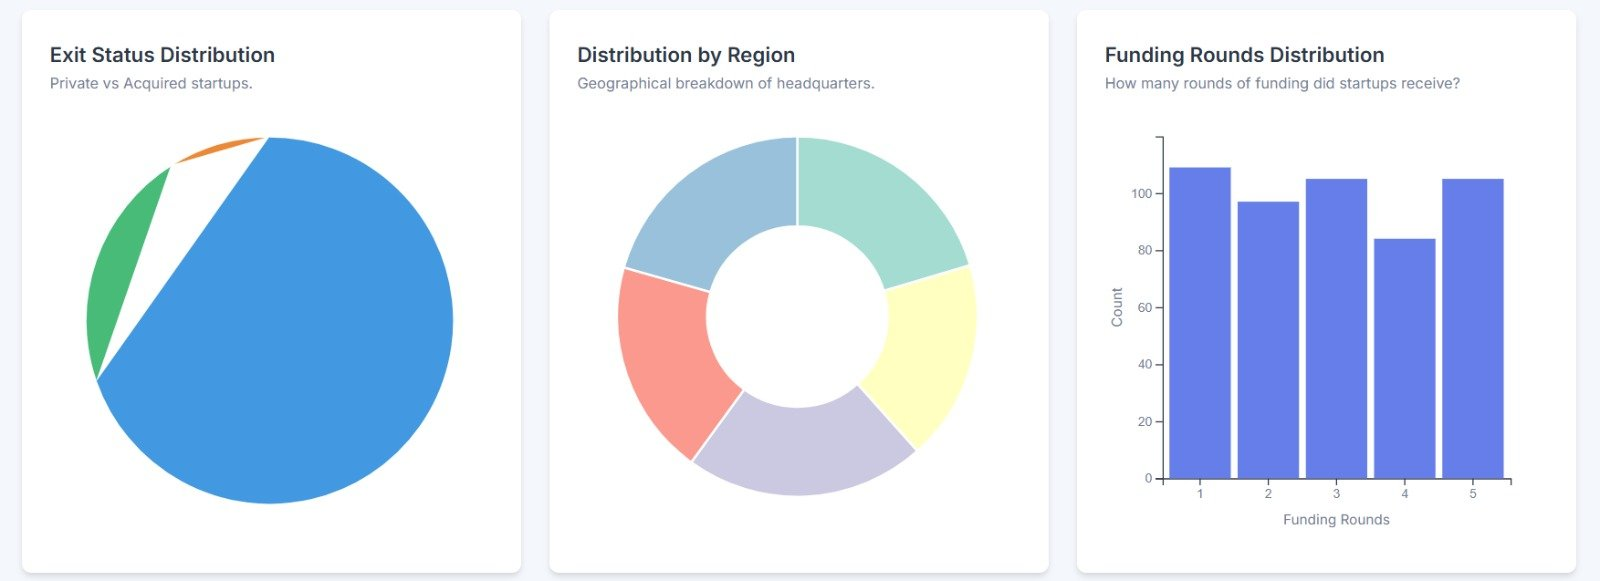 Exit Status Distribution
Private vs Acquired startups.
Distribution by Region
Geographical breakdown of headquarters.
Funding Rounds Distribution
How many rounds of funding did startups receive?
100
80
60
40
20
0
Count
1 2 3 4 5
Funding Rounds